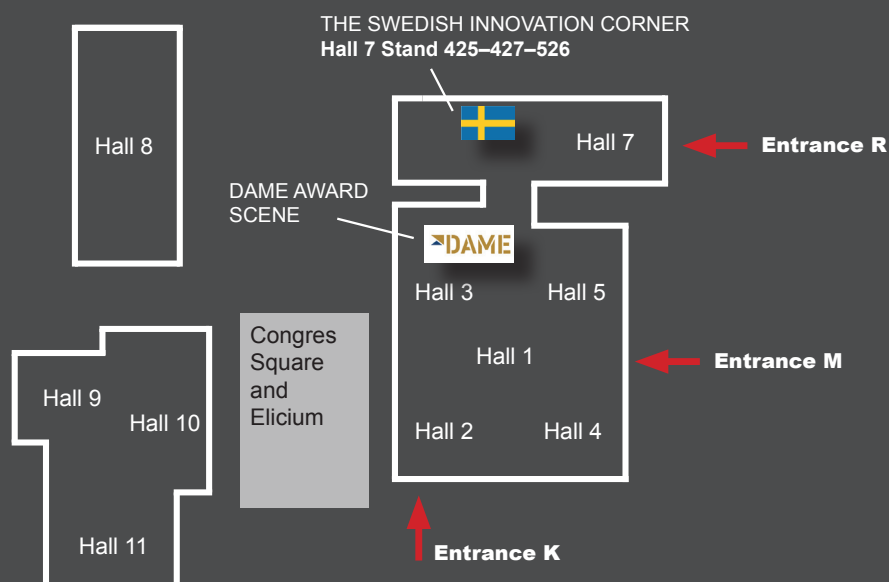 THE SWEDISH INNOVATION CORNER
Hall 7 Stand 425–427–526
Hall 8
Hall 7
Entrance R
DAME AWARD
SCENE
DAME
Hall 3
Hall 5
Congres
Square
and
Elicium
Hall 1
Entrance M
Hall 9
Hall 10
Hall 2
Hall 4
Hall 11
Entrance K